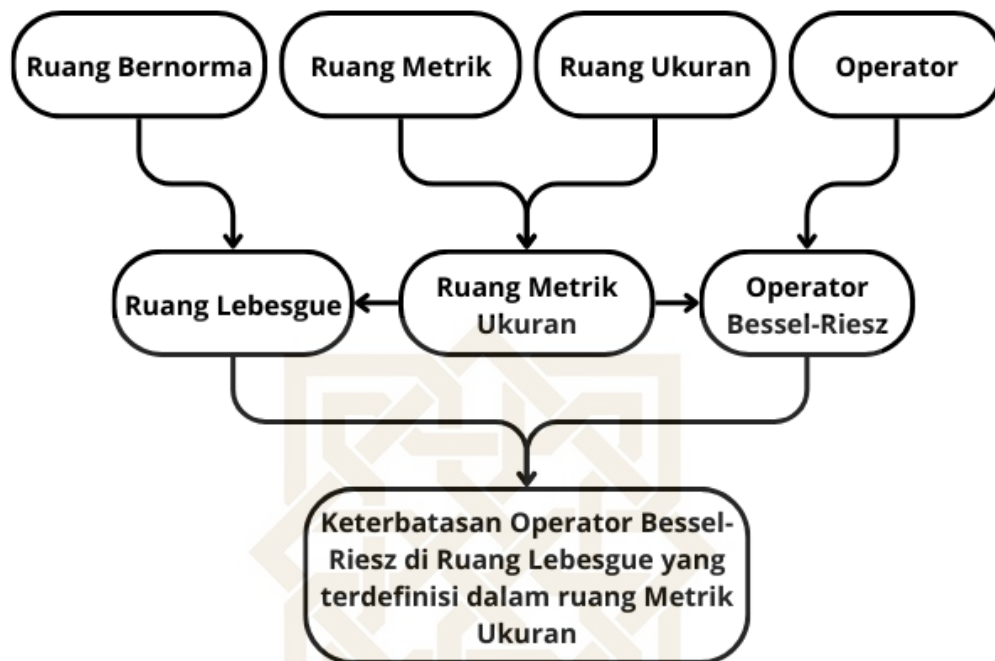 Ruang Bernorma
Ruang Metrik
Ruang Ukuran
Operator
Ruang Lebesgue
Ruang Metrik
Ukuran
Operator
Bessel-Riesz
Keterbatasan Operator Bessel-
Riesz di Ruang Lebesgue yang
terdefinisi dalam ruang Metrik
Ukuran